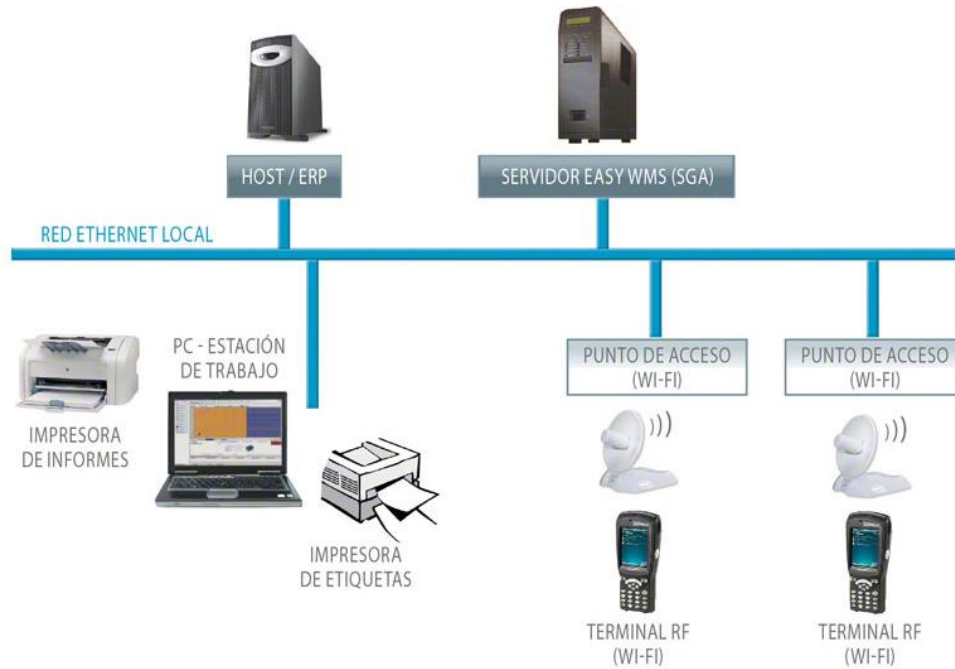 HOST / ERP
SERVIDOR EASY WMS (SGA)
RED ETHERNET LOCAL
IMPRESORA
DE INFORMES
PC - ESTACIÓN
DE TRABAJO
IMPRESORA
DE ETIQUETAS
PUNTO DE ACCESO
(WI-FI)
TERMINAL RF
(WI-FI)
PUNTO DE ACCESO
(WI-FI)
TERMINAL RF
(WI-FI)